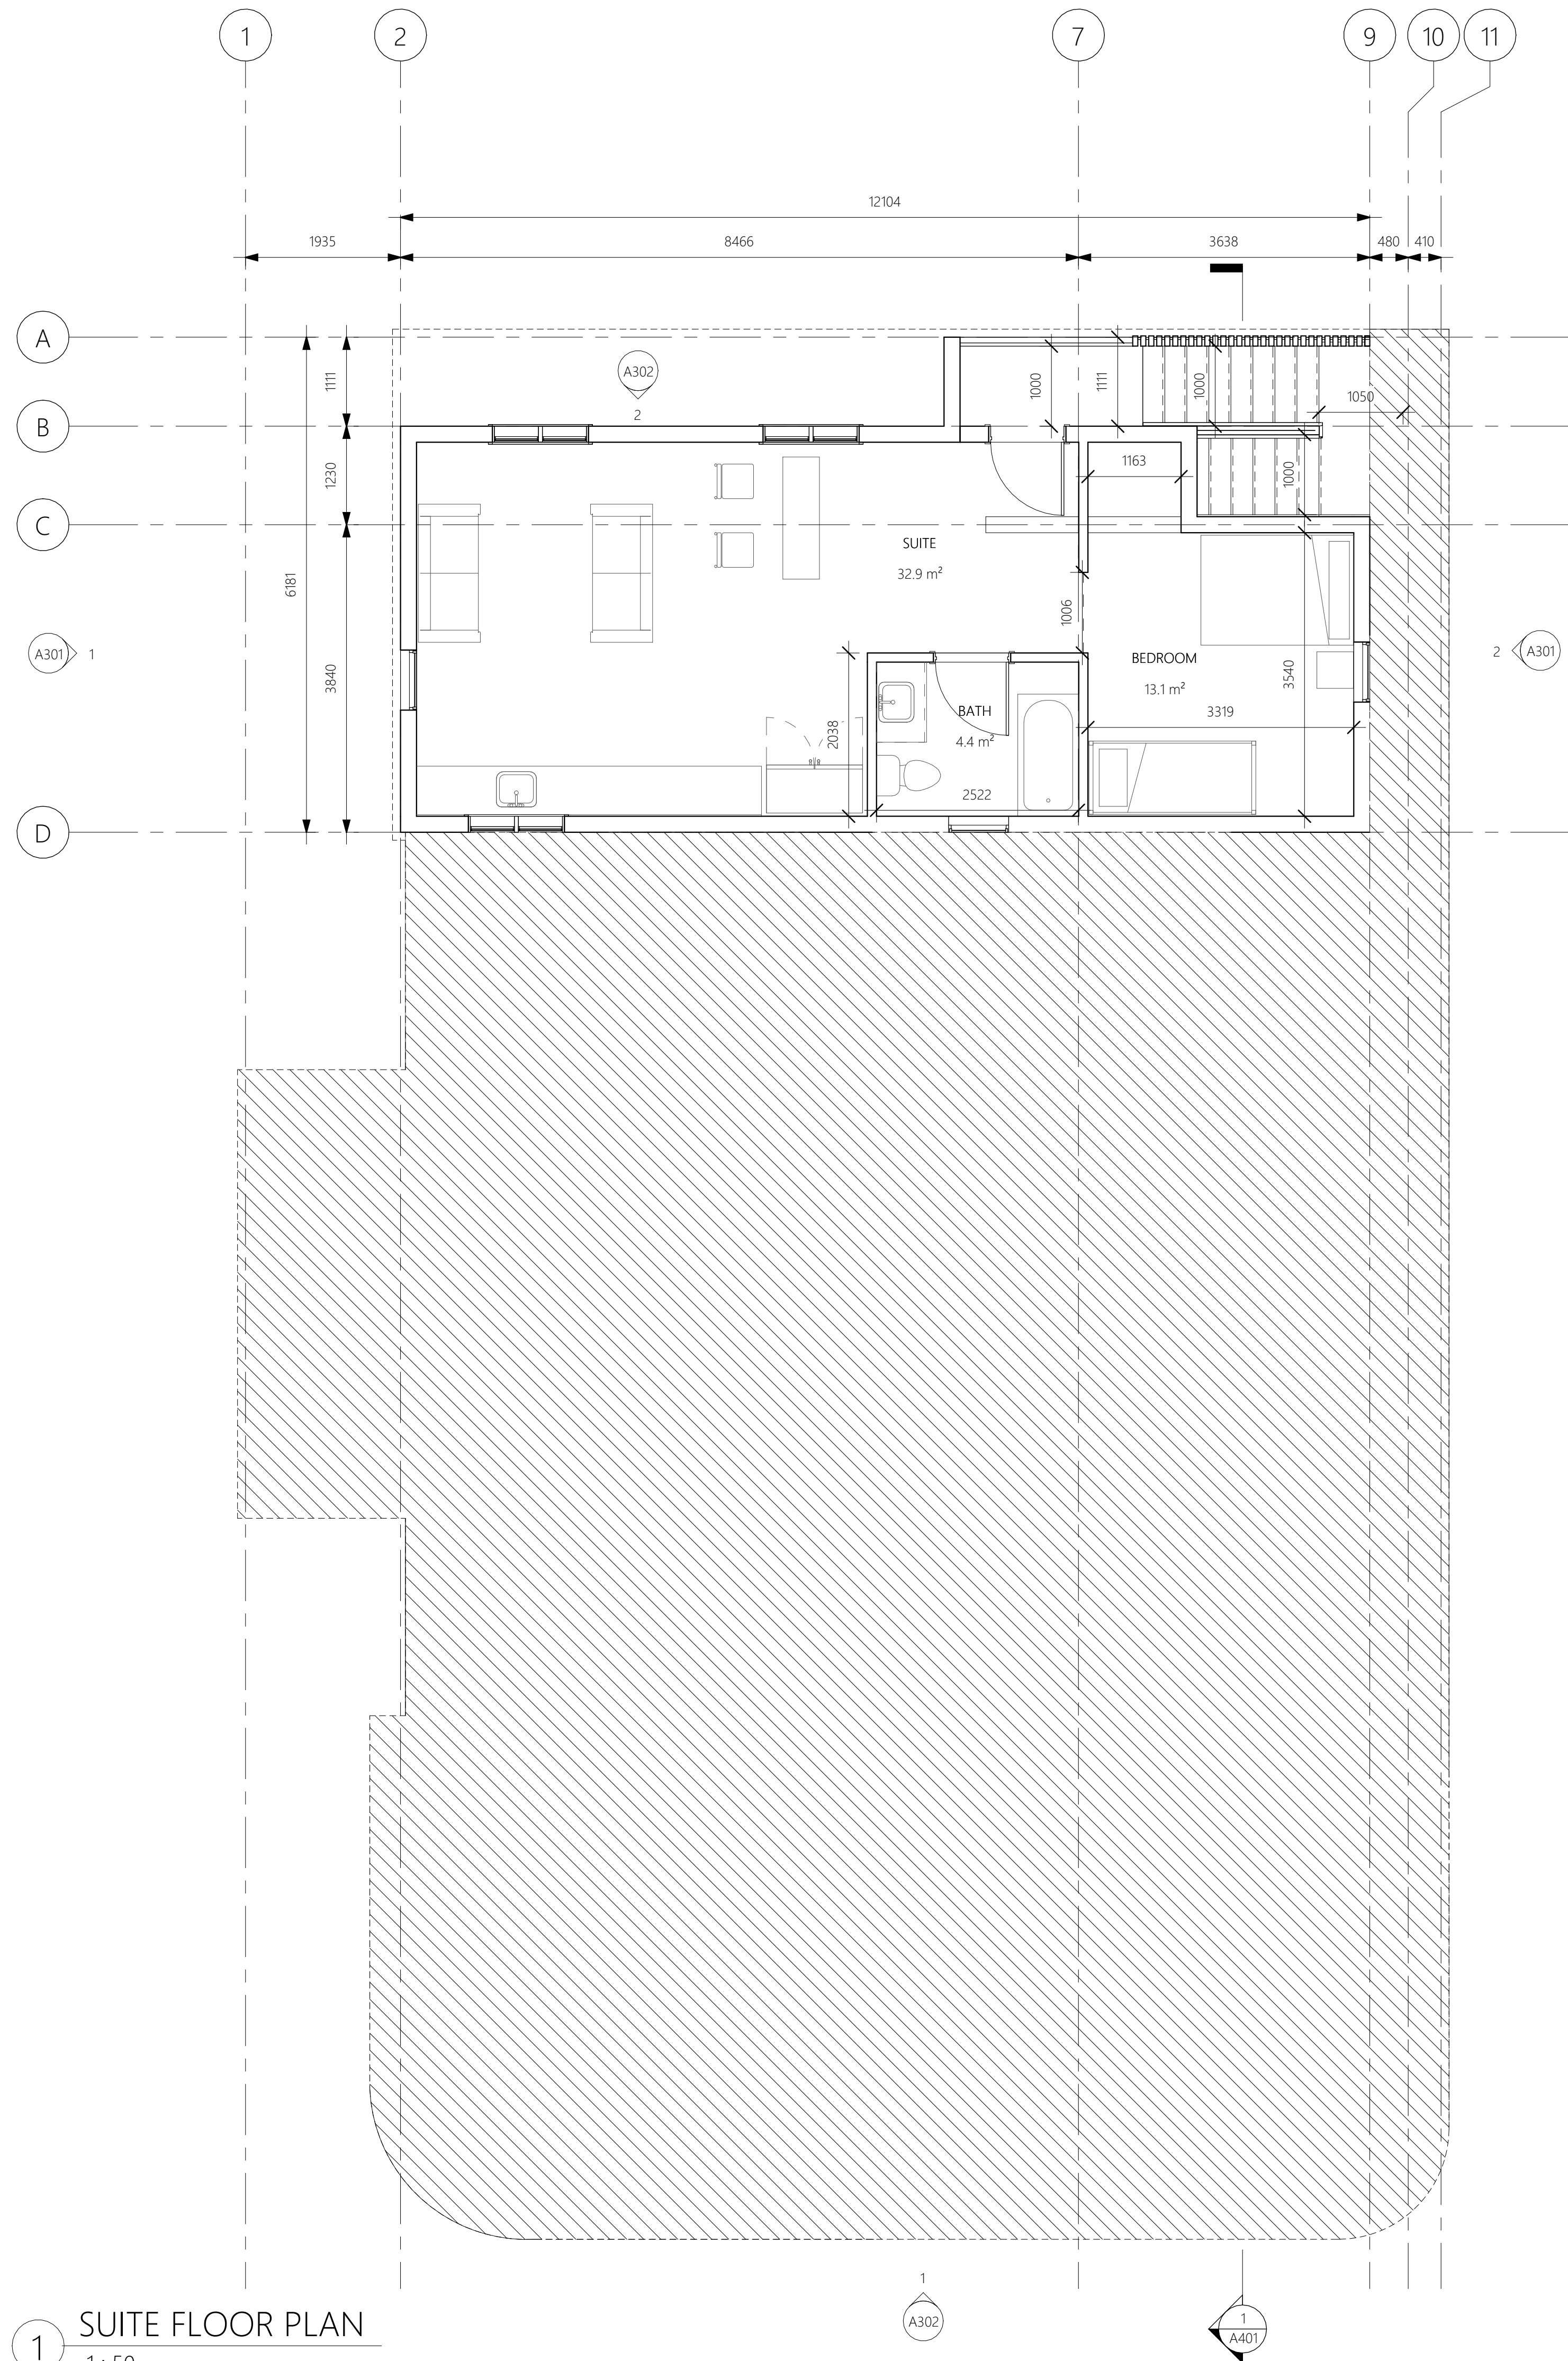 1
2
7
9
10
11
12104
1935
8466
3638
480
410
A
B
C
D
1111
1230
6181
3840
A302
2
1000
1111
1000
1050
1163
1000
SUITE
32.9 m²
1006
A301
1
2
A301
BEDROOM
13.1 m²
3540
3319
BATH
4.4 m²
2038
2522
1
A302
1
A401
1
SUITE FLOOR PLAN
1 : 50